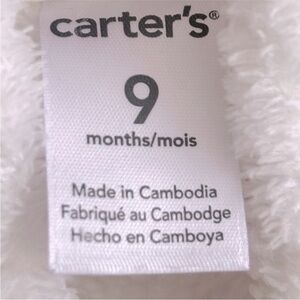 carter's®
9
months/mois
Made in Cambodia
Fabriqué au Cambodge
Hecho en Camboya